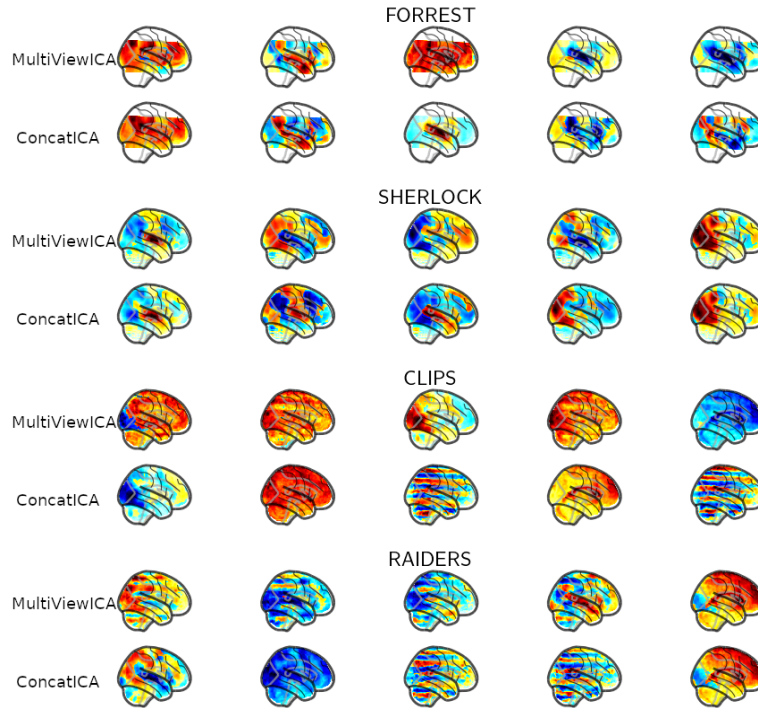 FORREST
MultiViewICA
ConcatICA
SHERLOCK
MultiViewICA
ConcatICA
CLIPS
MultiViewICA
ConcatICA
RAIDERS
MultiViewICA
ConcatICA